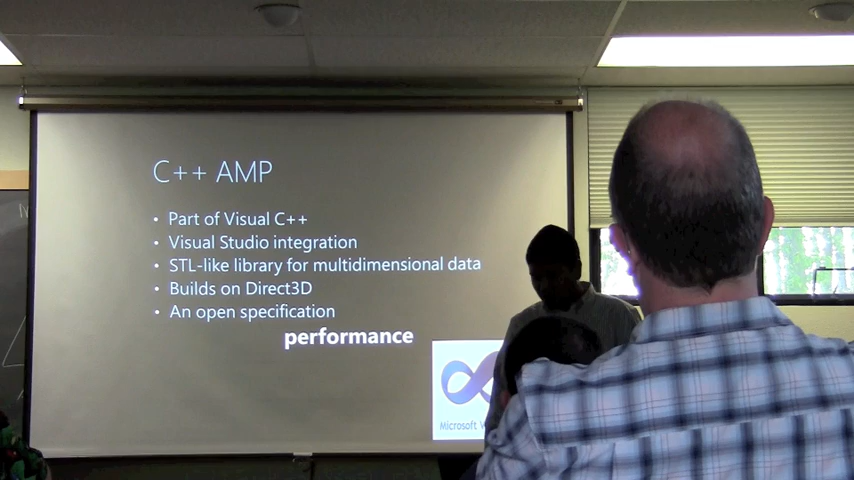 C++ AMP
• Part of Visual C++
• Visual Studio integration
• STL-like library for multidimensional data
• Builds on Direct3D
• An open specification
performance
Microsoft